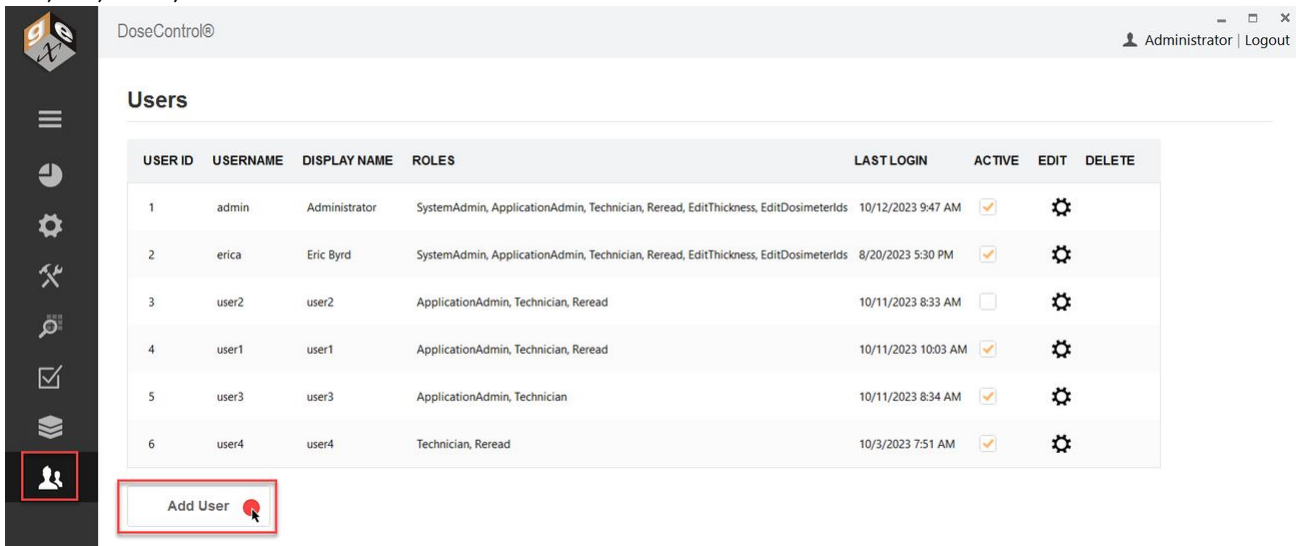 DoseControl®
Administrator | Logout
Users
USER ID USERNAME DISPLAY NAME ROLES LAST LOGIN ACTIVE EDIT DELETE
1 admin Administrator SystemAdmin, ApplicationAdmin, Technician, Reread, EditThickness, EditDosimeterIds 10/12/2023 9:47 AM
2 erica Eric Byrd SystemAdmin, ApplicationAdmin, Technician, Reread, EditThickness, EditDosimeterIds 8/20/2023 5:30 PM
3 user2 user2 ApplicationAdmin, Technician, Reread 10/11/2023 8:33 AM
4 user1 user1 ApplicationAdmin, Technician, Reread 10/11/2023 10:03 AM
5 user3 user3 ApplicationAdmin, Technician 10/11/2023 8:34 AM
6 user4 user4 Technician, Reread 10/3/2023 7:51 AM
Add User